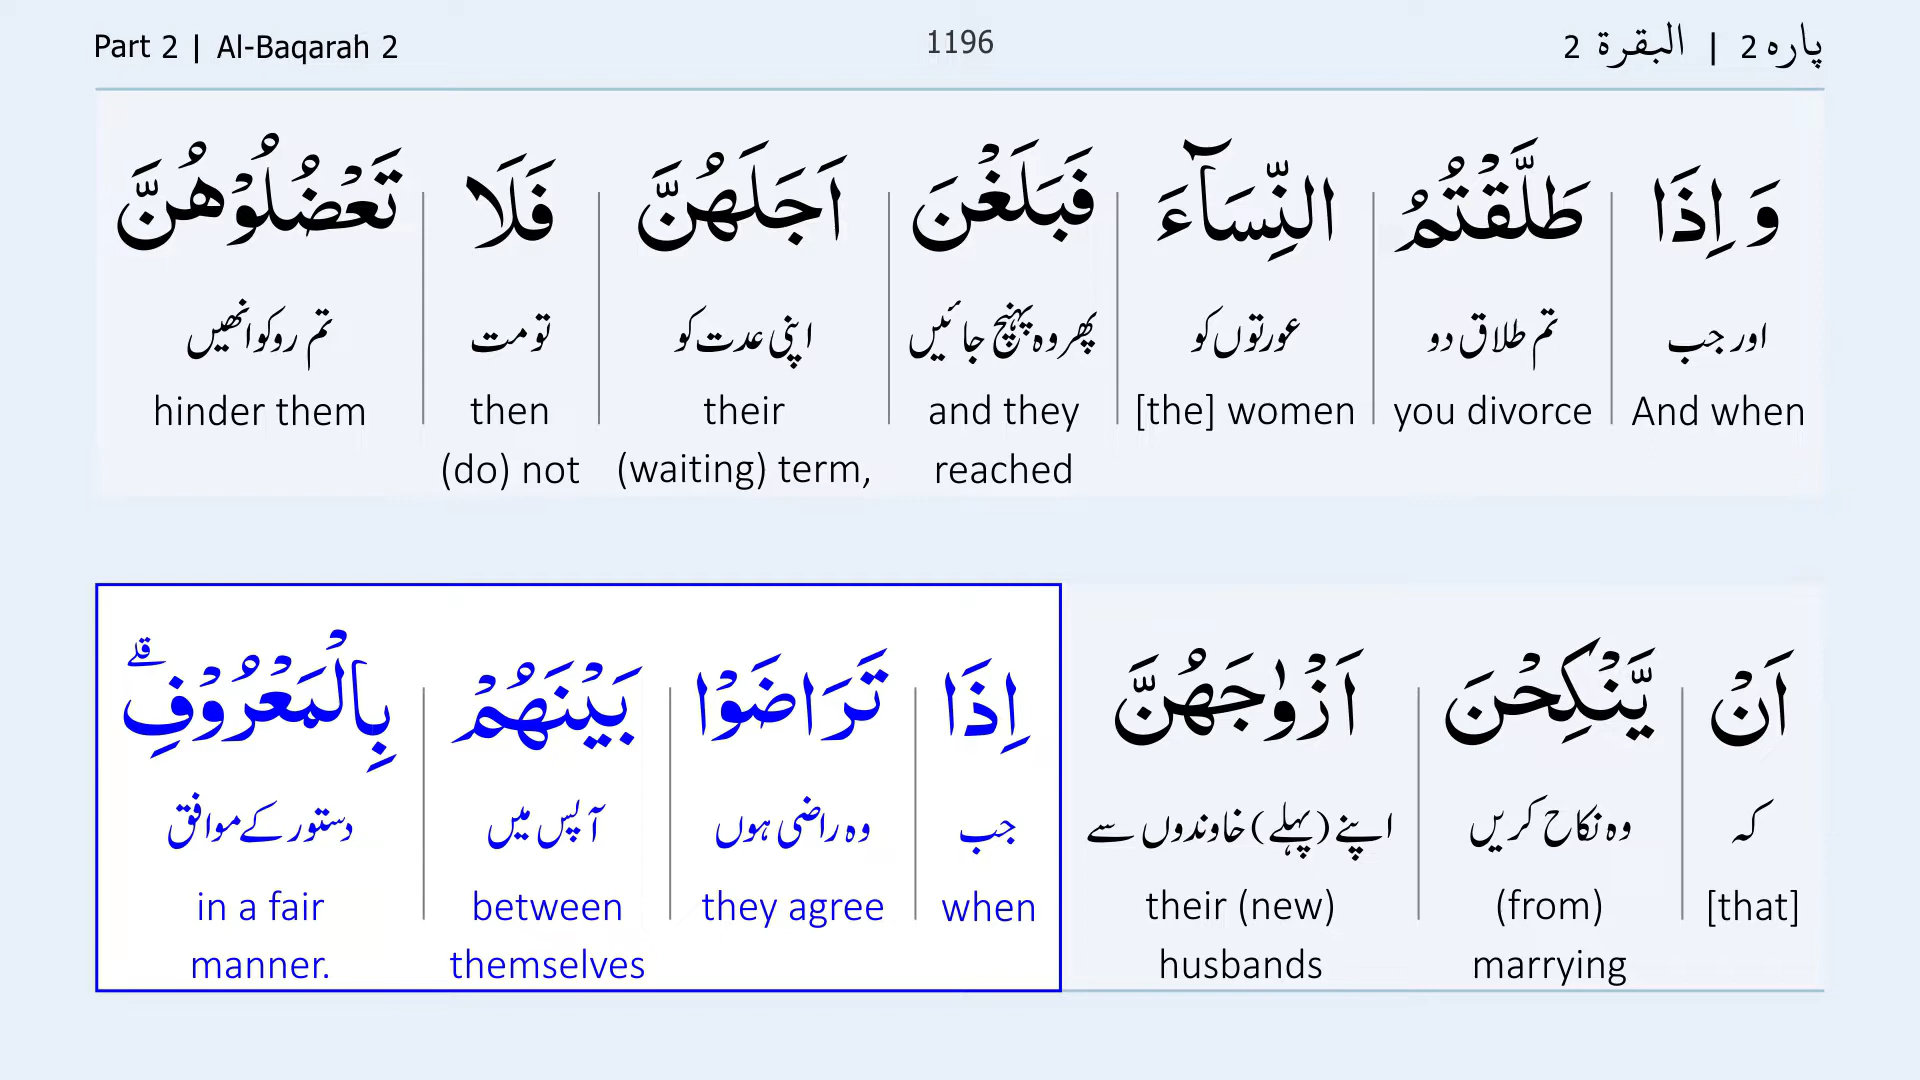 Part 2 | Al-Baqarah 2
1196
پارہ 2 | البقرة 2
وَ اِذَا طَلَّقْتُمُ النِّسَآءَ فَبَلَغْنَ اَجَلَهُنَّ فَلَا تَعْضُلُوْهُنَّ
اور جب تم طلاق دو عورتوں کو پھر وہ پہنچ جائیں اپنی عدت کو تو مت تم روکو انھیں
hinder them then their and they [the] women you divorce And when
(do) not (waiting) term, reached
اَنْ يَّنْكِحْنَ اَزْوٰجَهُنَّ اِذَا تَرَاضَوْا بَيْنَهُمْ بِالْمَعْرُوْفِ ۗ
کہ وہ نکاح کریں اپنے (پہلے) خاوندوں سے جب وہ راضی ہوں آپس میں دستور کے موافق
in a fair between they agree when their (new) (from) [that]
manner. themselves husbands marrying